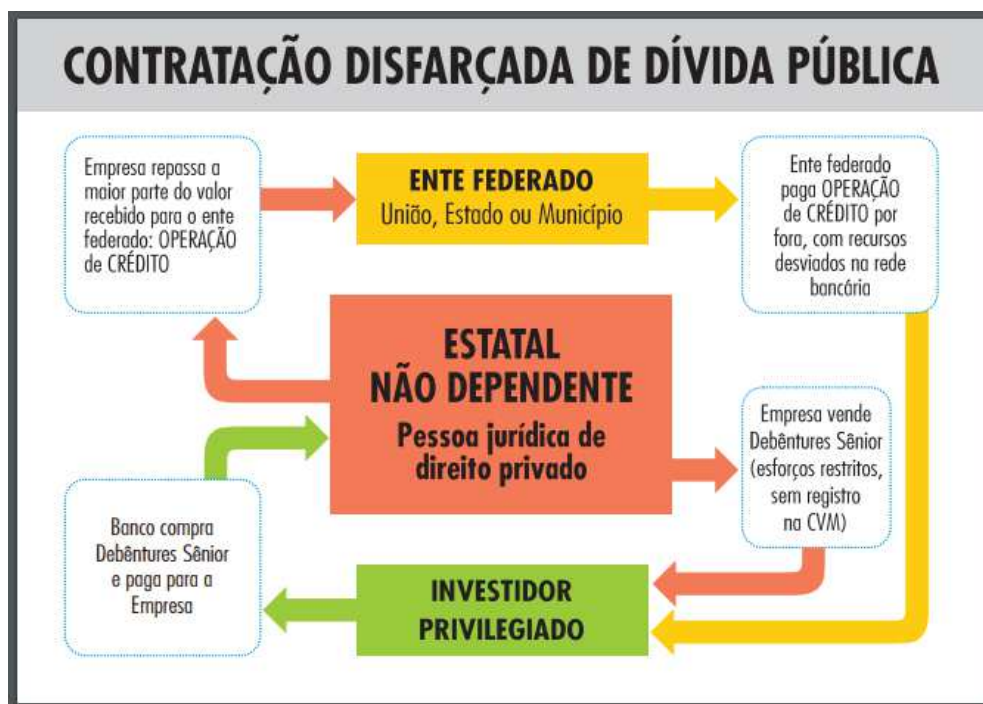 CONTRATAÇÃO DISFARÇADA DE DÍVIDA PÚBLICA
Empresa repassa a
maior parte do valor
recebido para o ente
federado: OPERAÇÃO
de CRÉDITO
ENTE FEDERADO
União, Estado ou Município
Ente federado
paga OPERAÇÃO
de CRÉDITO por
fora, com recursos
desviados na rede
bancária
ESTATAL
NÃO DEPENDENTE
Pessoa jurídica de
direito privado
Empresa vende
Debêntures Sênior
(esforços restritos,
sem registro
na CVM)
Banco compra
Debêntures Sênior
e paga para a
Empresa
INVESTIDOR
PRIVILEGIADO